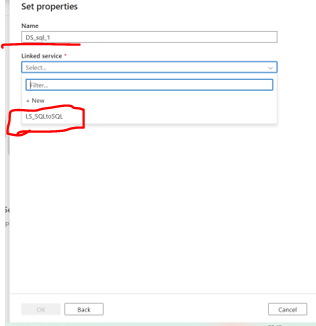 Set properties
Name
DS_sql_1
Linked service *
Select...
Filter...
+ New
LS_SQLtoSQL
OK
Back
Cancel